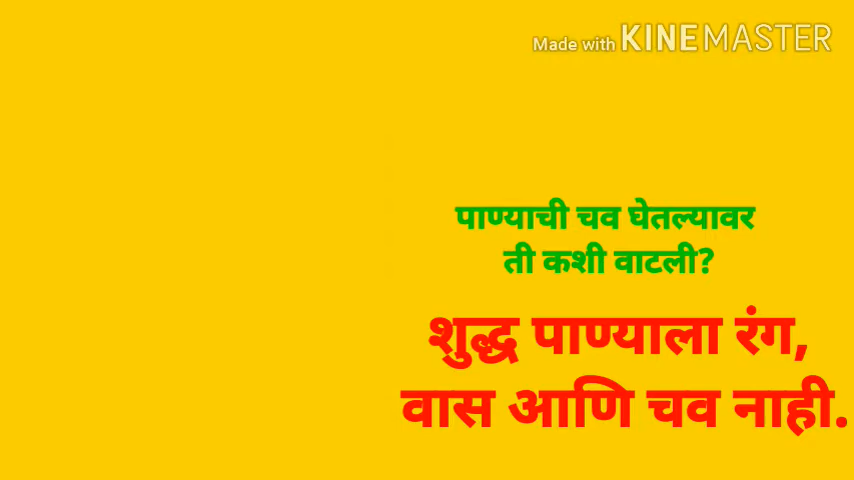 Made with KINEMASTER
पाण्याची चव घेतल्यावर
ती कशी वाटली?
शुद्ध पाण्याला रंग,
वास आणि चव नाही.